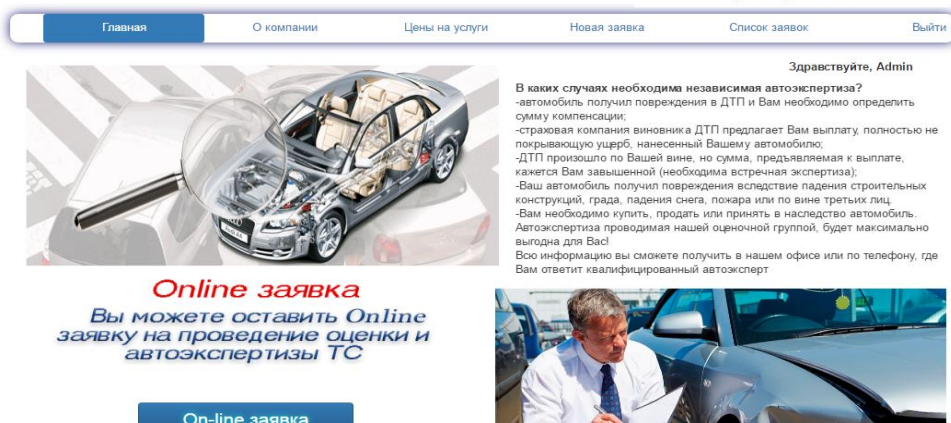 Главная О компании Цены на услуги Новая заявка Список заявок Выйти
Здравствуйте, Admin
В каких случаях необходима независимая автоэкспертиза?
-автомобиль получил повреждения в ДТП и Вам необходимо определить
сумму компенсации;
-страховая компания виновника ДТП предлагает Вам выплату, полностью не
покрывающую ущерб, нанесенный Вашему автомобилю;
-ДТП произошло по Вашей вине, но сумма, предъявляемая к выплате,
кажется Вам завышенной (необходима встречная экспертиза);
-Ваш автомобиль получил повреждения вследствие падения строительных
конструкций, града, падения снега, пожара или по вине третьих лиц.
-Вам необходимо купить, продать или принять в наследство автомобиль.
Автоэкспертиза проводимая нашей оценочной группой, будет максимально
выгодна для Вас!
Всю информацию вы сможете получить в нашем офисе или по телефону, где
Вам ответит квалифицированный автоэксперт
Online заявка
Вы можете оставить Online
заявку на проведение оценки и
автоэкспертизы ТС
On-line заявка